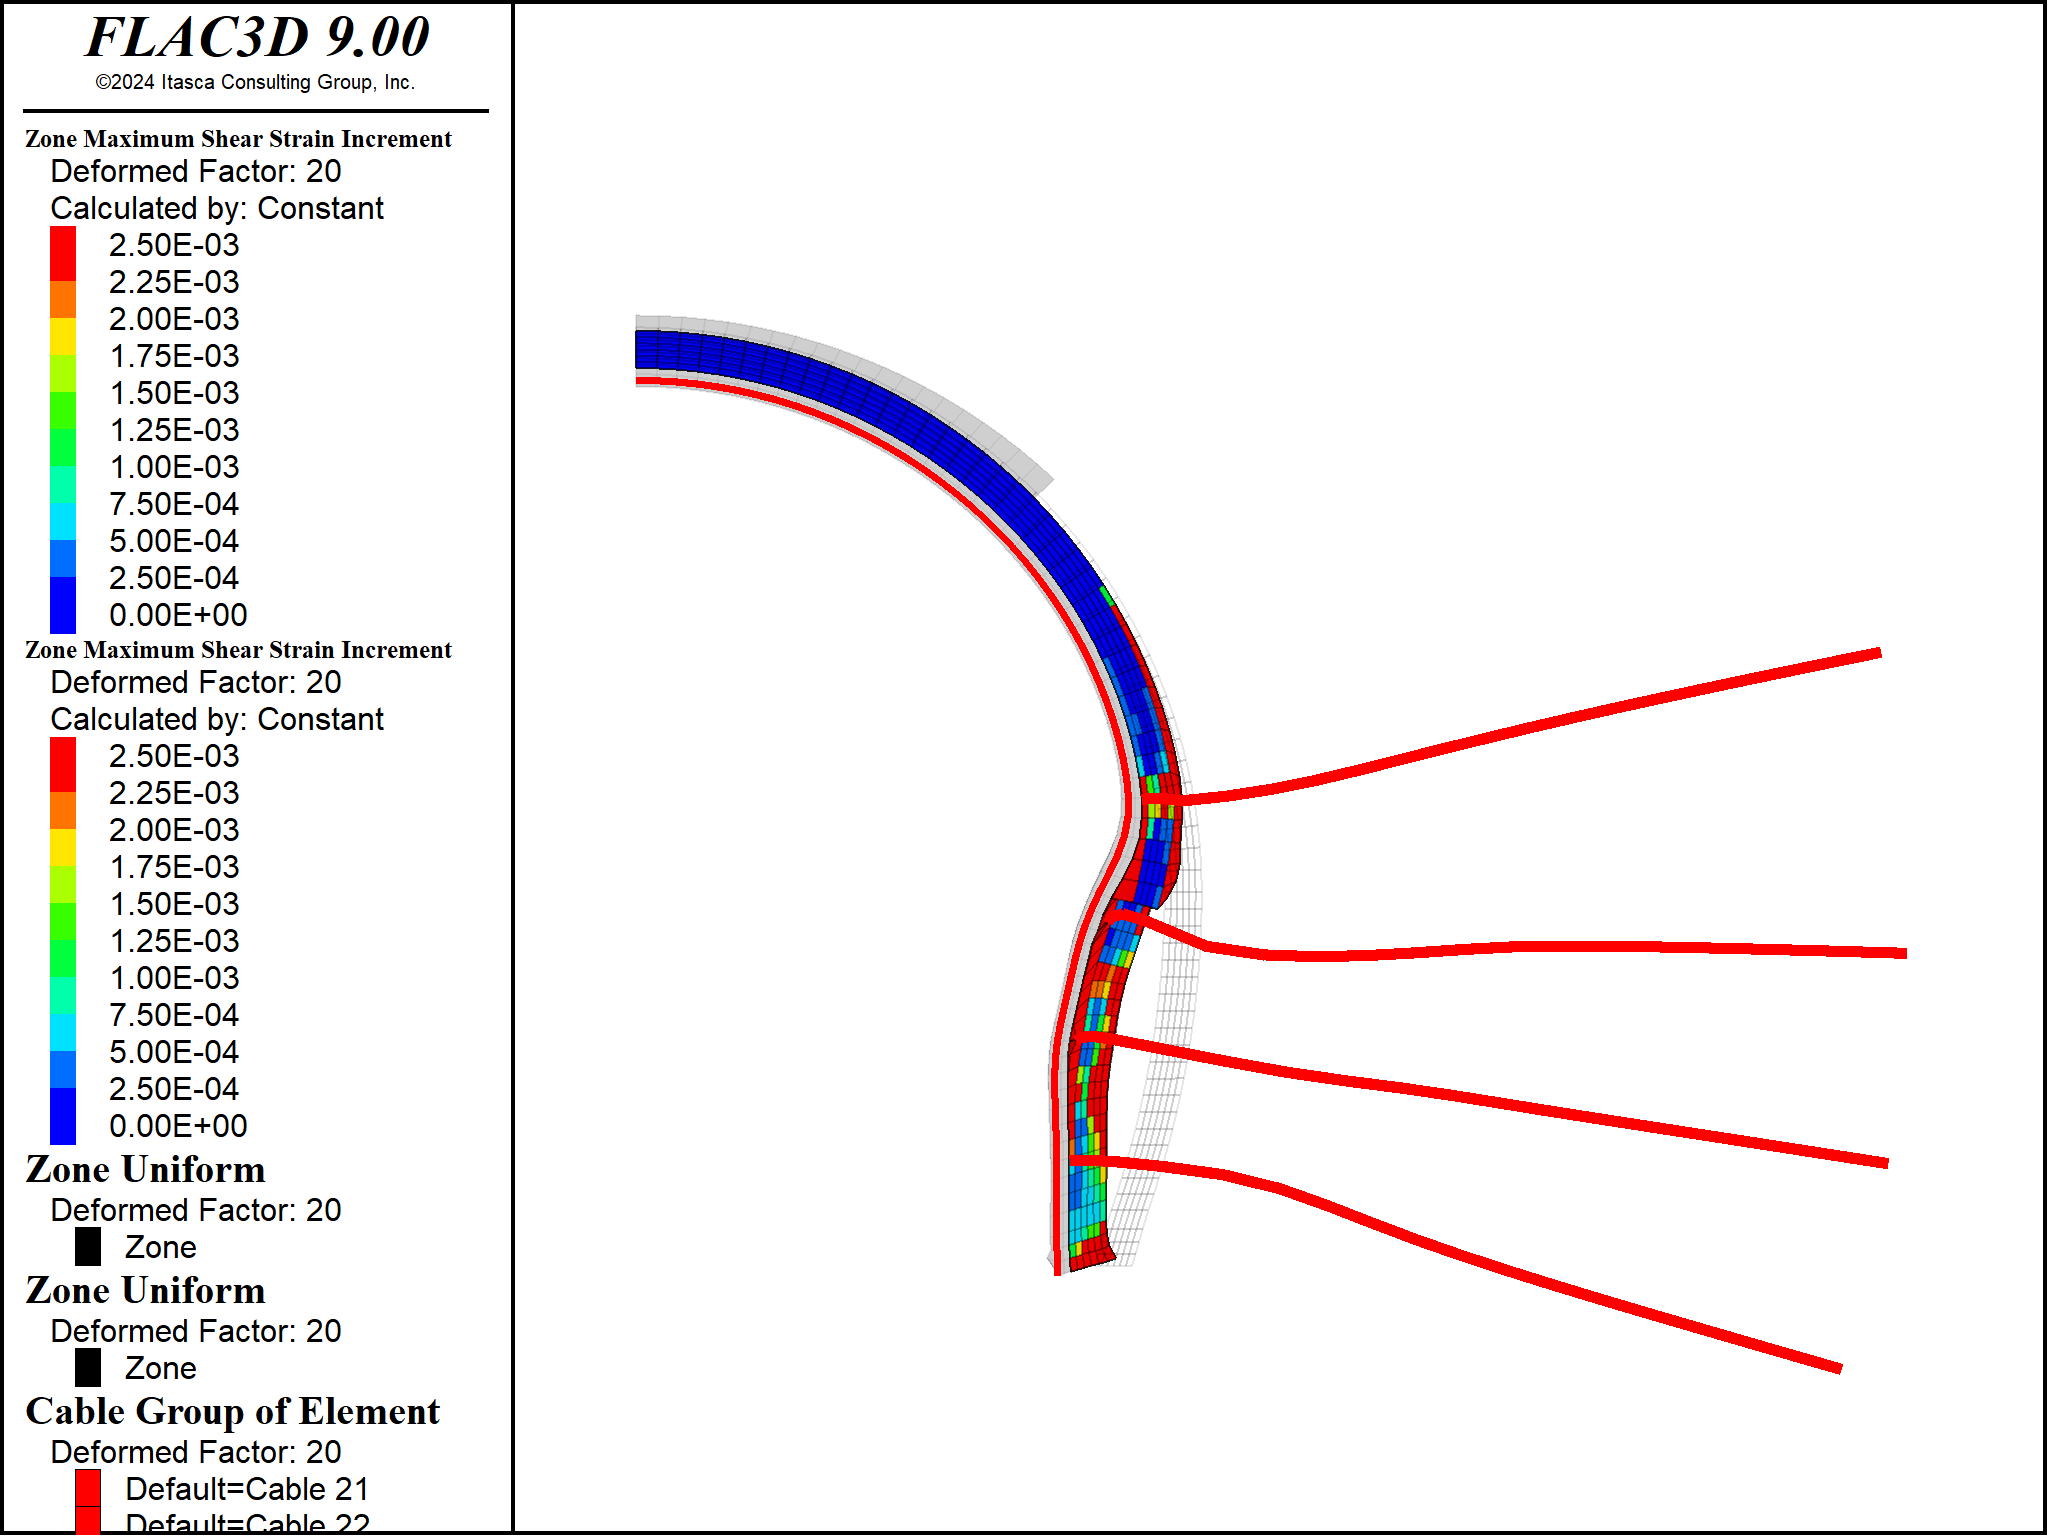 FLAC3D 9.00
©2024 Itasca Consulting Group, Inc.
Zone Maximum Shear Strain Increment
Deformed Factor: 20
Calculated by: Constant
2.50E-03
2.25E-03
2.00E-03
1.75E-03
1.50E-03
1.25E-03
1.00E-03
7.50E-04
5.00E-04
2.50E-04
0.00E+00
Zone Maximum Shear Strain Increment
Deformed Factor: 20
Calculated by: Constant
2.50E-03
2.25E-03
2.00E-03
1.75E-03
1.50E-03
1.25E-03
1.00E-03
7.50E-04
5.00E-04
2.50E-04
0.00E+00
Zone Uniform
Deformed Factor: 20
Zone
Zone Uniform
Deformed Factor: 20
Zone
Cable Group of Element
Deformed Factor: 20
Default=Cable 21
Default=Cable 22